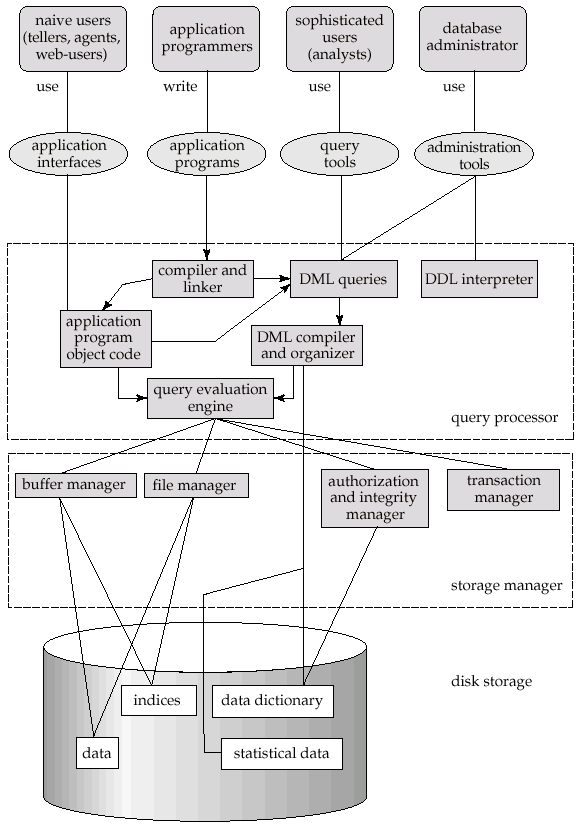 naive users
(tellers, agents,
web-users)
application
programmers
sophisticated
users
(analysts)
database
administrator
use
write
use
use
application
interfaces
application
programs
query
tools
administration
tools
compiler and
linker
DML queries
DDL interpreter
application
program
object code
DML compiler
and organizer
query evaluation
engine
query processor
buffer manager
file manager
authorization
and integrity
manager
transaction
manager
storage manager
disk storage
indices
data dictionary
data
statistical data